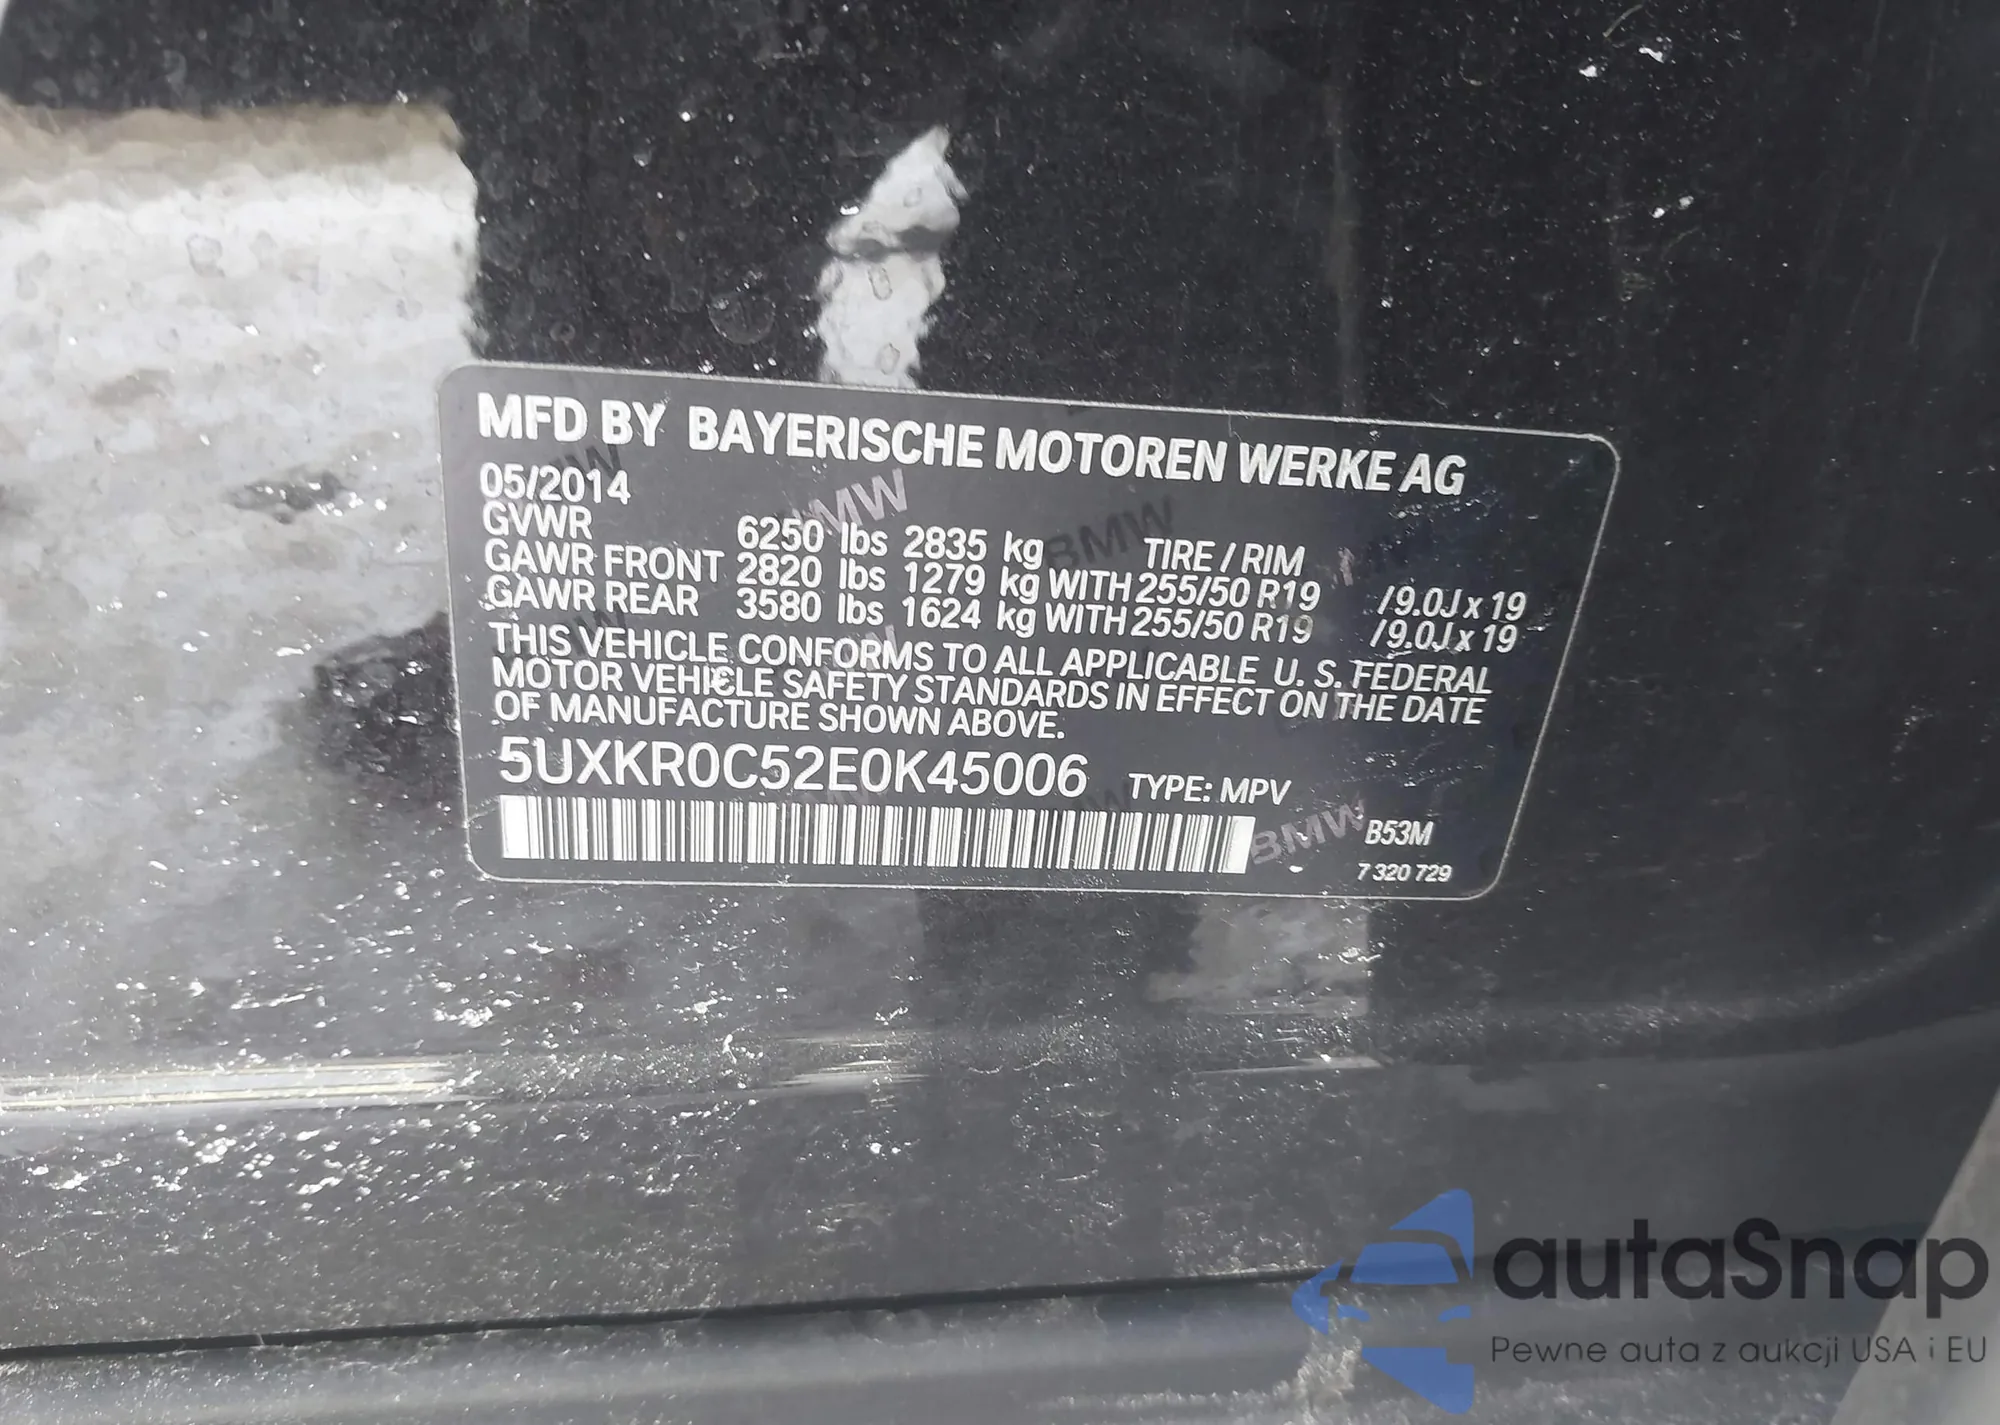 MFD BY BAYERISCHE MOTOREN WERKE AG
05/2014
GVWR 6250 lbs 2835 kg TIRE / RIM
GAWR FRONT 2820 lbs 1279 kg WITH 255/50 R19 /9.0J x 19
GAWR REAR 3580 lbs 1624 kg WITH 255/50 R19 /9.0J x 19
THIS VEHICLE CONFORMS TO ALL APPLICABLE U. S. FEDERAL
MOTOR VEHICLE SAFETY STANDARDS IN EFFECT ON THE DATE
OF MANUFACTURE SHOWN ABOVE.
5UXKR0C52E0K45006 TYPE: MPV
B53M
7 320 729
BMW
BMW
BMW
autaSnap
Pewne auta z aukcji USA i EU